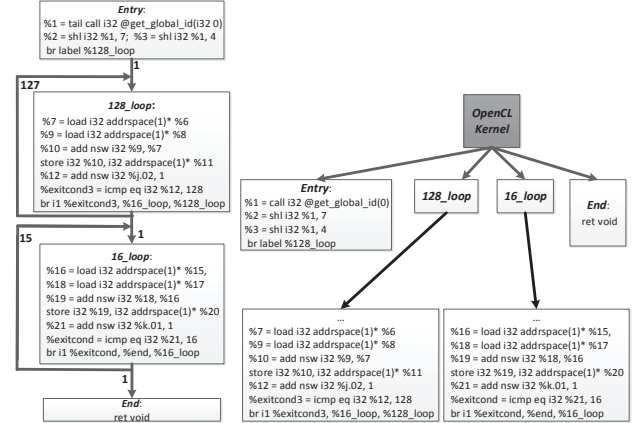 Entry:
%1 = tail call i32 @get_global_id(i32 0)
%2 = shl i32 %1, 7; %3 = shl i32 %1, 4
br label %128_loop
1
127
128_loop:
%7 = load i32 addrspace(1)* %6
%9 = load i32 addrspace(1)* %8
%10 = add nsw i32 %9, %7
store i32 %10, i32 addrspace(1)* %11
%12 = add nsw i32 %j.02, 1
%exitcond3 = icmp eq i32 %12, 128
br i1 %exitcond3, %16_loop, %128_loop
1
15
16_loop:
%16 = load i32 addrspace(1)* %15,
%18 = load i32 addrspace(1)* %17
%19 = add nsw i32 %18, %16
store i32 %19, i32 addrspace(1)* %20
%21 = add nsw i32 %k.01, 1
%exitcond = icmp eq i32 %21, 16
br i1 %exitcond, %end, %16_loop
1
End:
ret void
OpenCL
Kernel
Entry:
%1 = call i32 @get_global_id(0)
%2 = shl i32 %1, 7
%3 = shl i32 %1, 4
br label %128_loop
128_loop
16_loop
End:
ret void
...
%7 = load i32 addrspace(1)* %6
%9 = load i32 addrspace(1)* %8
%10 = add nsw i32 %9, %7
store i32 %10, i32 addrspace(1)* %11
%12 = add nsw i32 %j.02, 1
%exitcond3 = icmp eq i32 %12, 128
br i1 %exitcond3, %16_loop, %128_loop
...
%16 = load i32 addrspace(1)* %15,
%18 = load i32 addrspace(1)* %17
%19 = add nsw i32 %18, %16
store i32 %19, i32 addrspace(1)* %20
%21 = add nsw i32 %k.01, 1
%exitcond = icmp eq i32 %21, 16
br i1 %exitcond, %end, %16_loop